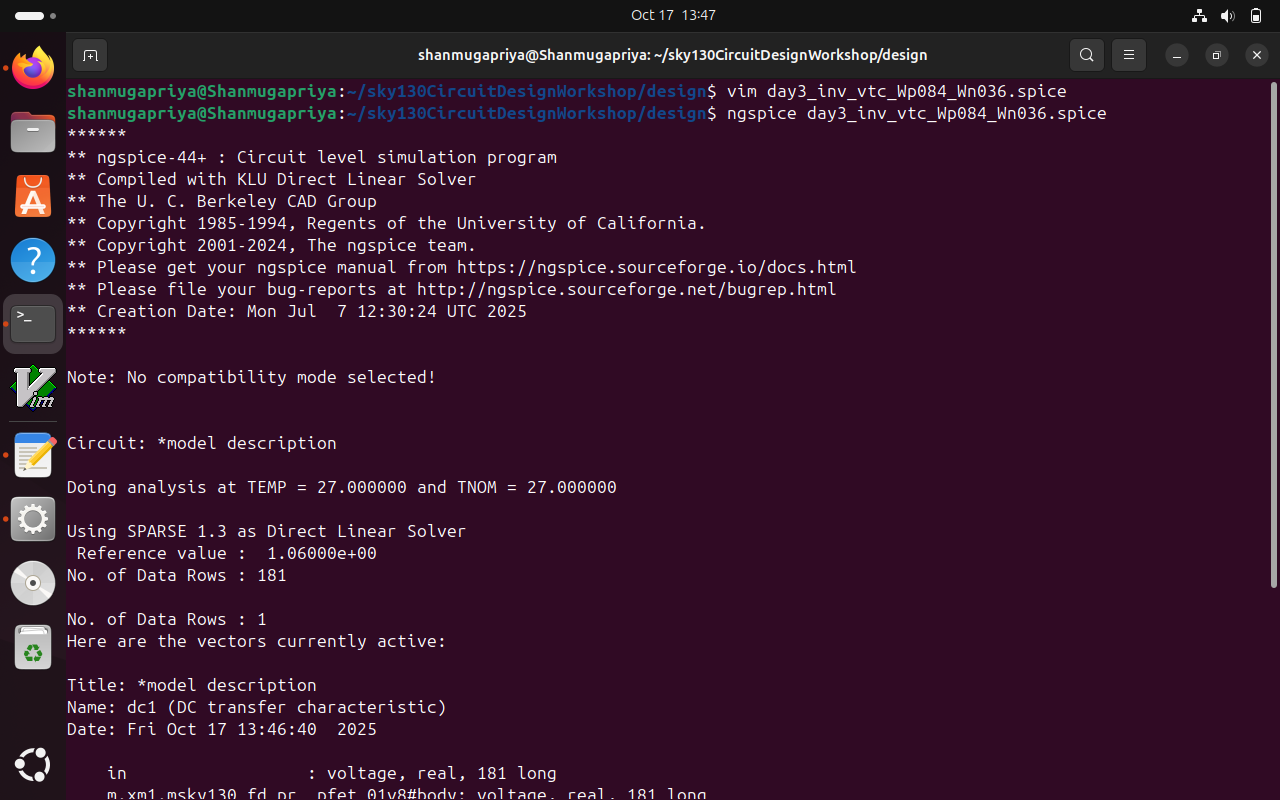 Oct 17 13:47
shanmugapriya@Shanmugapriya: ~/sky130CircuitDesignWorkshop/design
shanmugapriya@Shanmugapriya:~/sky130CircuitDesignWorkshop/design$ vim day3_inv_vtc_Wp084_Wn036.spice
shanmugapriya@Shanmugapriya:~/sky130CircuitDesignWorkshop/design$ ngspice day3_inv_vtc_Wp084_Wn036.spice
******
** ngspice-44+ : Circuit level simulation program
** Compiled with KLU Direct Linear Solver
** The U. C. Berkeley CAD Group
** Copyright 1985-1994, Regents of the University of California.
** Copyright 2001-2024, The ngspice team.
** Please get your ngspice manual from https://ngspice.sourceforge.io/docs.html
** Please file your bug-reports at http://ngspice.sourceforge.net/bugrep.html
** Creation Date: Mon Jul  7 12:30:24 UTC 2025
******
Note: No compatibility mode selected!
Circuit: *model description
Doing analysis at TEMP = 27.000000 and TNOM = 27.000000
Using SPARSE 1.3 as Direct Linear Solver
 Reference value :  1.06000e+00
No. of Data Rows : 181
No. of Data Rows : 1
Here are the vectors currently active:
Title: *model description
Name: dc1 (DC transfer characteristic)
Date: Fri Oct 17 13:46:40  2025
    in                  : voltage, real, 181 long
    m.xm1.msky130_fd_pr__pfet_01v8#body: voltage, real, 181 long